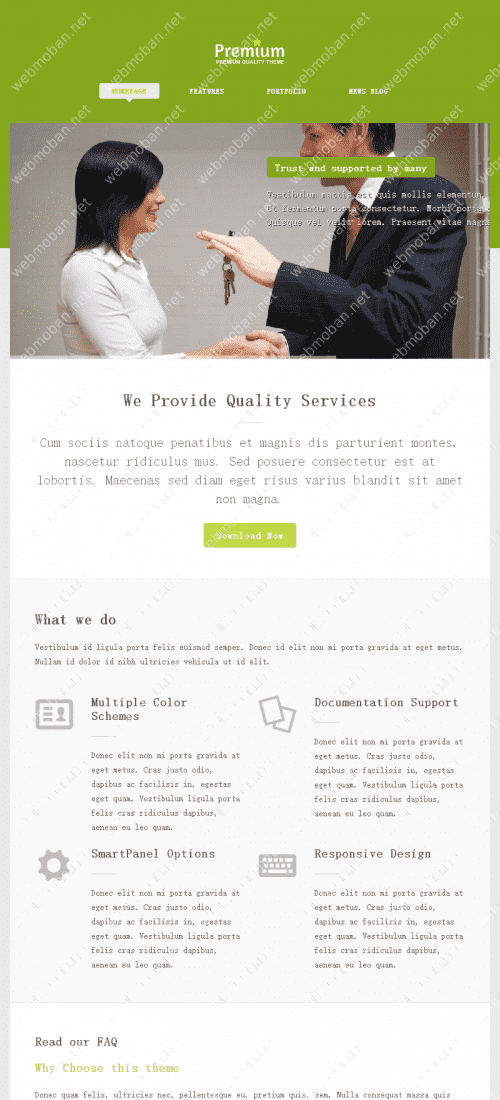 Premium
PREMIUM QUALITY THEME
HOMEPAGE FEATURES PORTFOLIO NEWS BLOG
Trust and supported by many
Vestibulum mattis est quis mollis elementum,
Ut fermentum porta consectetur. Morbi porta
Quisque vel velit lorem. Praesent vitae magna
We Provide Quality Services
Cum sociis natoque penatibus et magnis dis parturient montes,
nascetur ridiculus mus. Sed posuere consectetur est at
lobortis. Maecenas sed diam eget risus varius blandit sit amet
non magna.
Download Now
What we do
Vestibulum id ligula porta felis euismod semper. Donec id elit non mi porta gravida at eget metus.
Nullam id dolor id nibh ultricies vehicula ut id elit.
Multiple Color
Schemes
Donec elit non mi porta gravida at
eget metus. Cras justo odio,
dapibus ac facilisis in, egestas
eget quam. Vestibulum ligula porta
felis cras ridiculus dapibus,
aenean eu leo quam.
Documentation Support
Donec elit non mi porta gravida at
eget metus. Cras justo odio,
dapibus ac facilisis in, egestas
eget quam. Vestibulum ligula porta
felis cras ridiculus dapibus,
aenean eu leo quam.
SmartPanel Options
Donec elit non mi porta gravida at
eget metus. Cras justo odio,
dapibus ac facilisis in, egestas
eget quam. Vestibulum ligula porta
felis cras ridiculus dapibus,
aenean eu leo quam.
Responsive Design
Donec elit non mi porta gravida at
eget metus. Cras justo odio,
dapibus ac facilisis in, egestas
eget quam. Vestibulum ligula porta
felis cras ridiculus dapibus,
aenean eu leo quam.
Read our FAQ
Why Choose this theme
Donec quam felis, ultricies nec, pellentesque eu, pretium quis, sem. Nulla consequat massa quis
webmoban.net